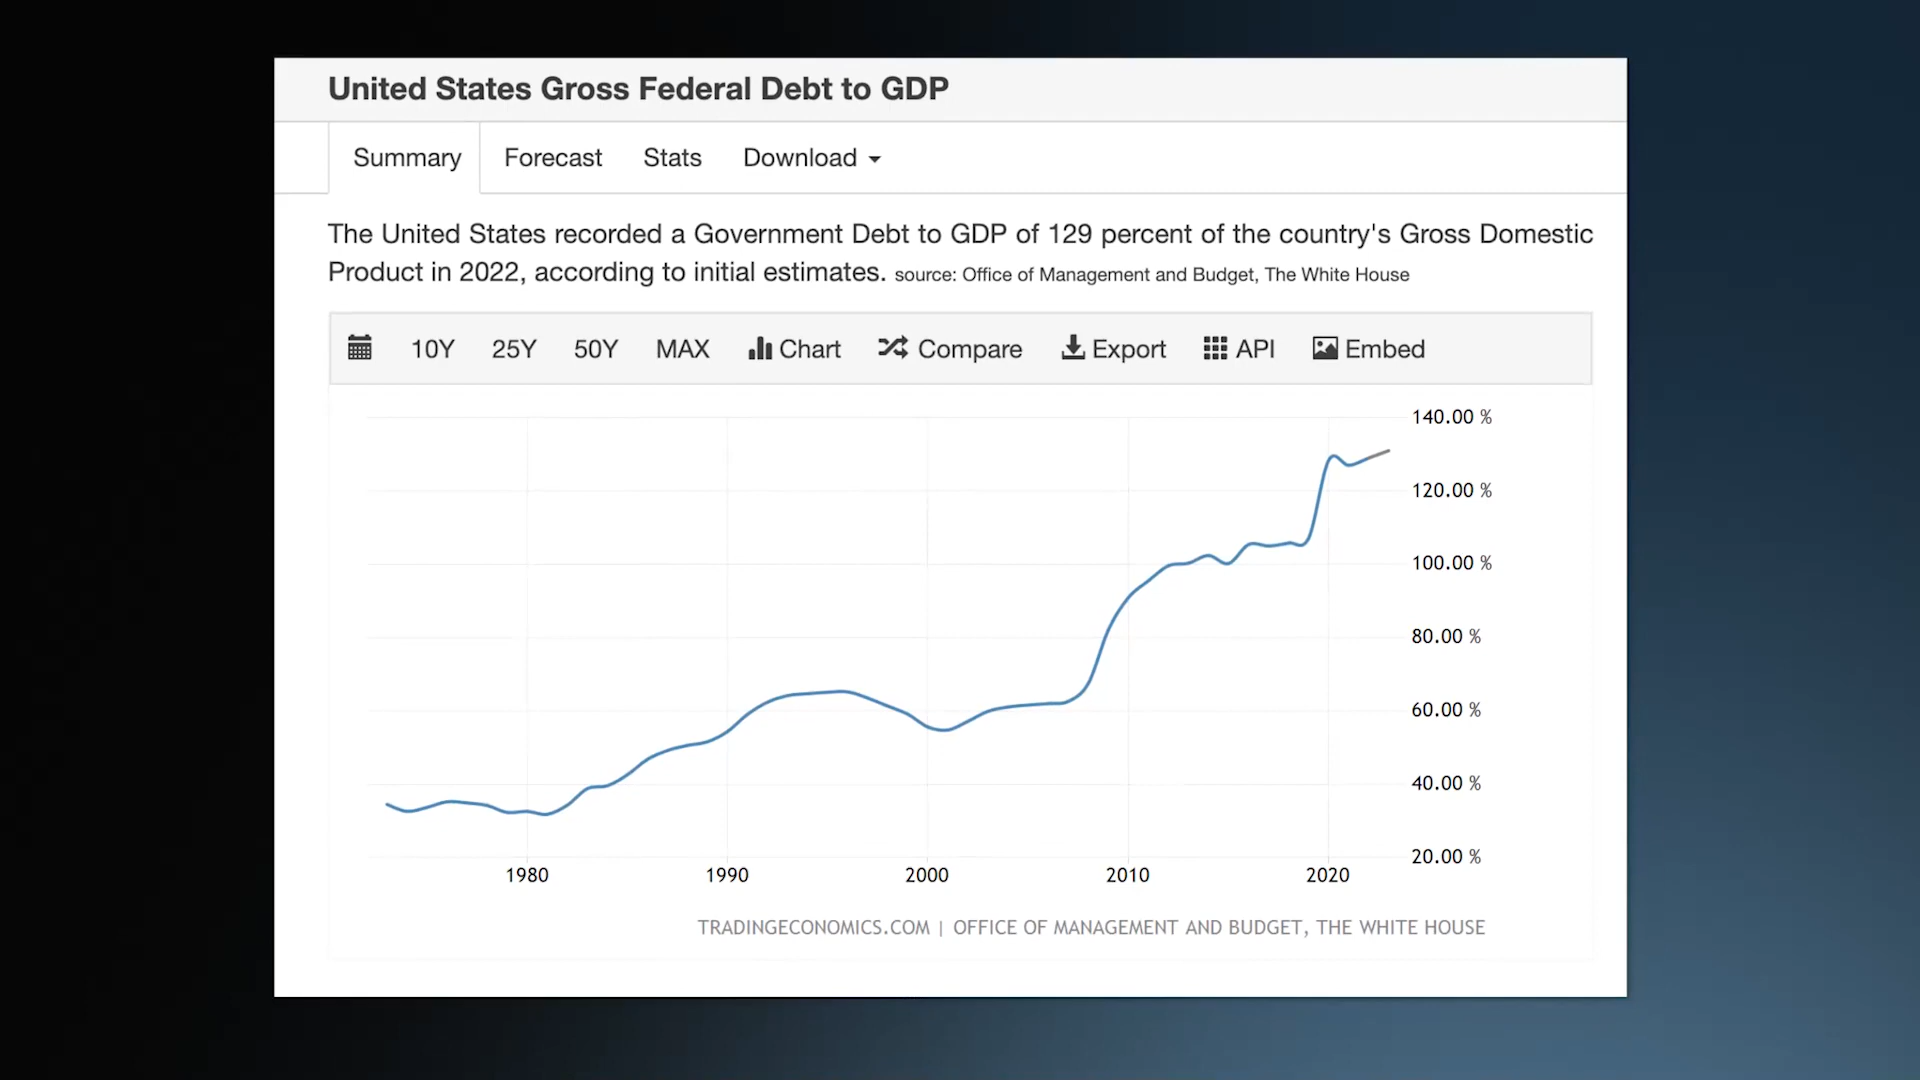 United States Gross Federal Debt to GDP
Summary Forecast Stats Download
The United States recorded a Government Debt to GDP of 129 percent of the country's Gross Domestic
Product in 2022, according to initial estimates. source: Office of Management and Budget, The White House
10Y 25Y 50Y MAX Chart Compare Export API Embed
140.00 %
120.00 %
100.00 %
80.00 %
60.00 %
40.00 %
20.00 %
1980 1990 2000 2010 2020
TRADINGECONOMICS.COM | OFFICE OF MANAGEMENT AND BUDGET, THE WHITE HOUSE